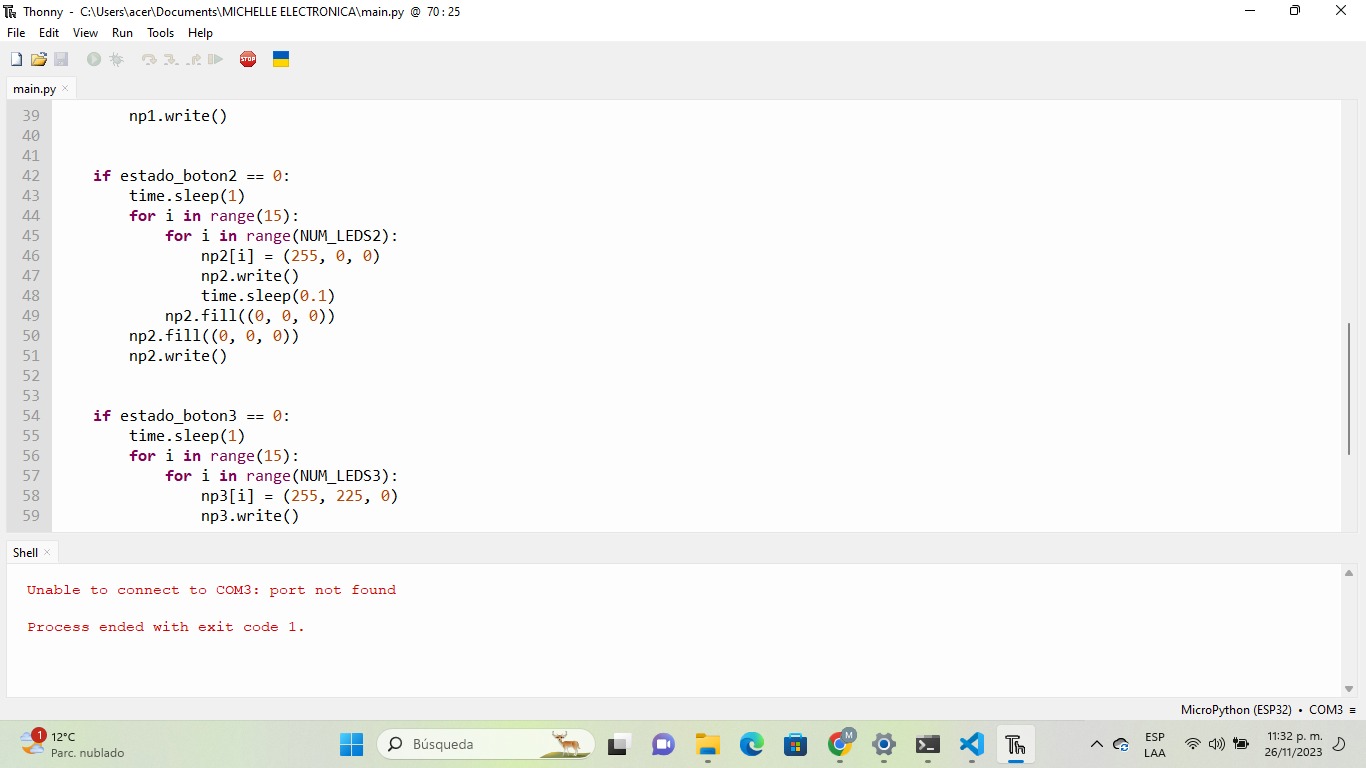 Thonny - C:\Users\acer\Documents\MICHELLE ELECTRONICA\main.py @ 70:25
File Edit View Run Tools Help
STOP
main.py ×
39         np1.write()
40
41
42     if estado_boton2 == 0:
43         time.sleep(1)
44         for i in range(15):
45             for i in range(NUM_LEDS2):
46                 np2[i] = (255, 0, 0)
47                 np2.write()
48                 time.sleep(0.1)
49             np2.fill((0, 0, 0))
50         np2.fill((0, 0, 0))
51         np2.write()
52
53
54     if estado_boton3 == 0:
55         time.sleep(1)
56         for i in range(15):
57             for i in range(NUM_LEDS3):
58                 np3[i] = (255, 225, 0)
59                 np3.write()
Shell ×
Unable to connect to COM3: port not found
Process ended with exit code 1.
MicroPython (ESP32) • COM3 ≡
1
12°C
Parc. nublado
Búsqueda
M
Th
ESP
LAA
11:32 p. m.
26/11/2023